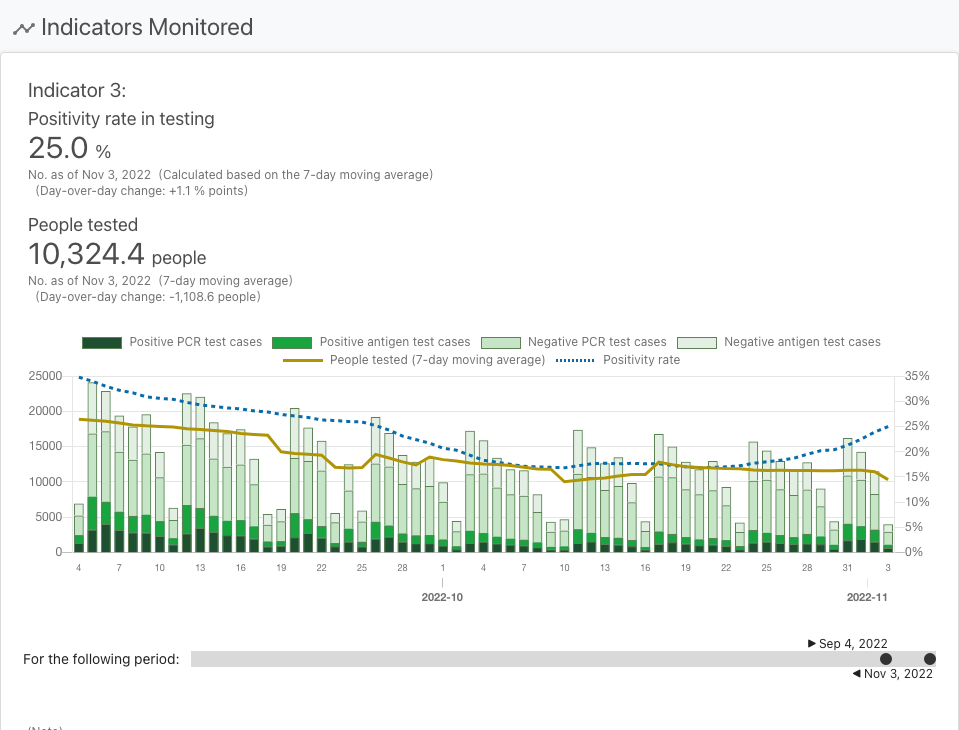 Indicators Monitored
Indicator 3:
Positivity rate in testing
25.0 %
No. as of Nov 3, 2022 (Calculated based on the 7-day moving average)
(Day-over-day change: +1.1 % points)
People tested
10,324.4 people
No. as of Nov 3, 2022 (7-day moving average)
(Day-over-day change: -1,108.6 people)
Positive PCR test cases Positive antigen test cases Negative PCR test cases Negative antigen test cases
People tested (7-day moving average) Positivity rate
25000 35%
30%
20000
25%
15000
20%
10000 15%
10%
5000
5%
0 0%
4 7 10 13 16 19 22 25 28 1 4 7 10 13 16 19 22 25 28 31 3
2022-10 2022-11
Sep 4, 2022
For the following period:
Nov 3, 2022
(Note)